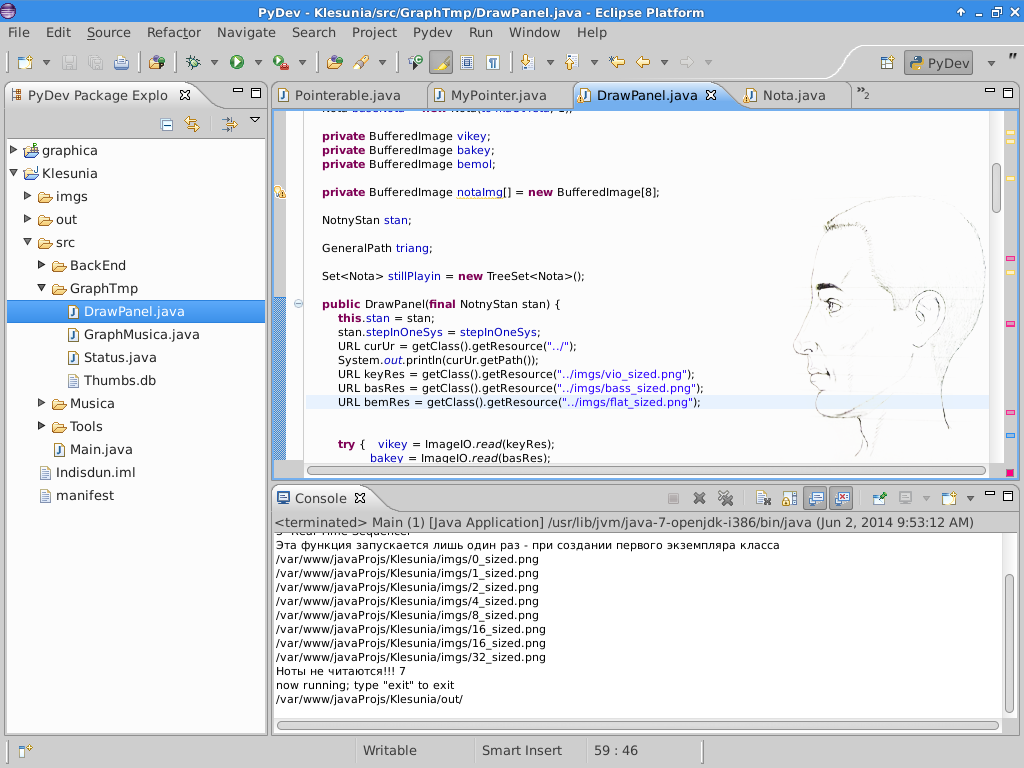 PyDev - Klesunia/src/GraphTmp/DrawPanel.java - Eclipse Platform
File Edit Source Refactor Navigate Search Project Pydev Run Window Help
PyDev
PyDev Package Explo
graphica
Klesunia
imgs
out
src
BackEnd
GraphTmp
DrawPanel.java
GraphMusica.java
Status.java
Thumbs.db
Musica
Tools
Main.java
Indisdun.iml
manifest
Pointerable.java MyPointer.java DrawPanel.java Nota.java »2
private BufferedImage vikey;
private BufferedImage bakey;
private BufferedImage bemol;
private BufferedImage notaImg[] = new BufferedImage[8];
NotnyStan stan;
GeneralPath triang;
Set<Nota> stillPlayin = new TreeSet<Nota>();
public DrawPanel(final NotnyStan stan) {
this.stan = stan;
stan.stepInOneSys = stepInOneSys;
URL curUr = getClass().getResource("../");
System.out.println(curUr.getPath());
URL keyRes = getClass().getResource("../imgs/vio_sized.png");
URL basRes = getClass().getResource("../imgs/bass_sized.png");
URL bemRes = getClass().getResource("../imgs/flat_sized.png");
try { vikey = ImageIO.read(keyRes);
bakey = ImageIO.read(basRes);
Console
<terminated> Main (1) [Java Application] /usr/lib/jvm/java-7-openjdk-i386/bin/java (Jun 2, 2014 9:53:12 AM)
Эта функция запускается лишь один раз - при создании первого экземпляра класса
/var/www/javaProjs/Klesunia/imgs/0_sized.png
/var/www/javaProjs/Klesunia/imgs/1_sized.png
/var/www/javaProjs/Klesunia/imgs/2_sized.png
/var/www/javaProjs/Klesunia/imgs/4_sized.png
/var/www/javaProjs/Klesunia/imgs/8_sized.png
/var/www/javaProjs/Klesunia/imgs/16_sized.png
/var/www/javaProjs/Klesunia/imgs/16_sized.png
/var/www/javaProjs/Klesunia/imgs/32_sized.png
Ноты не читаются!!! 7
now running; type "exit" to exit
/var/www/javaProjs/Klesunia/out/
Writable Smart Insert 59 : 46